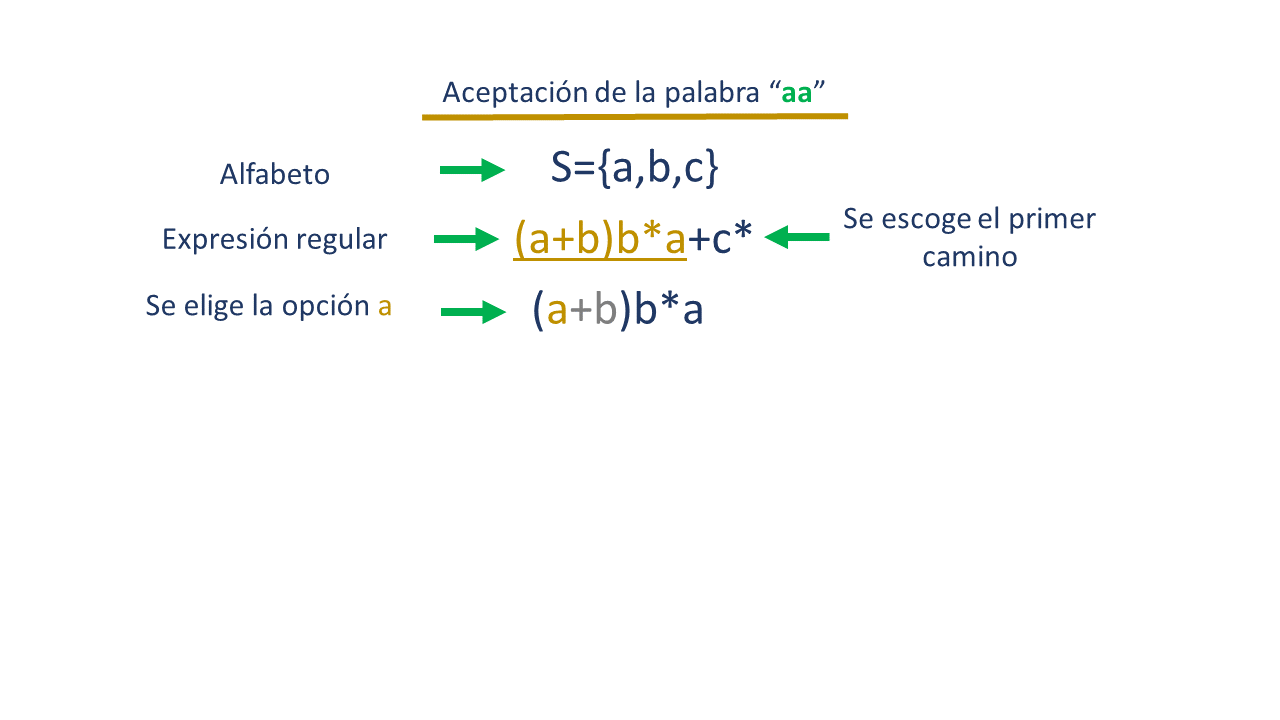 Aceptación de la palabra “aa”
Alfabeto
S={a,b,c}
Expresión regular
(a+b)b*a+c*
Se escoge el primer
camino
Se elige la opción a
(a+b)b*a